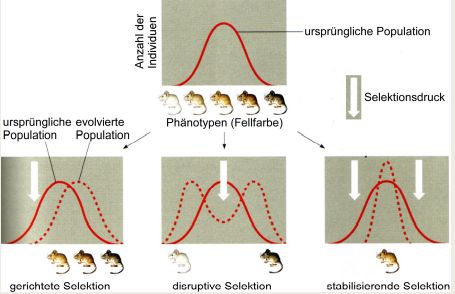 Anzahl der
Individuen
ursprüngliche Population
Selektionsdruck
Phänotypen (Fellfarbe)
ursprüngliche evolvierte
Population Population
gerichtete Selektion
disruptive Selektion
stabilisierende Selektion